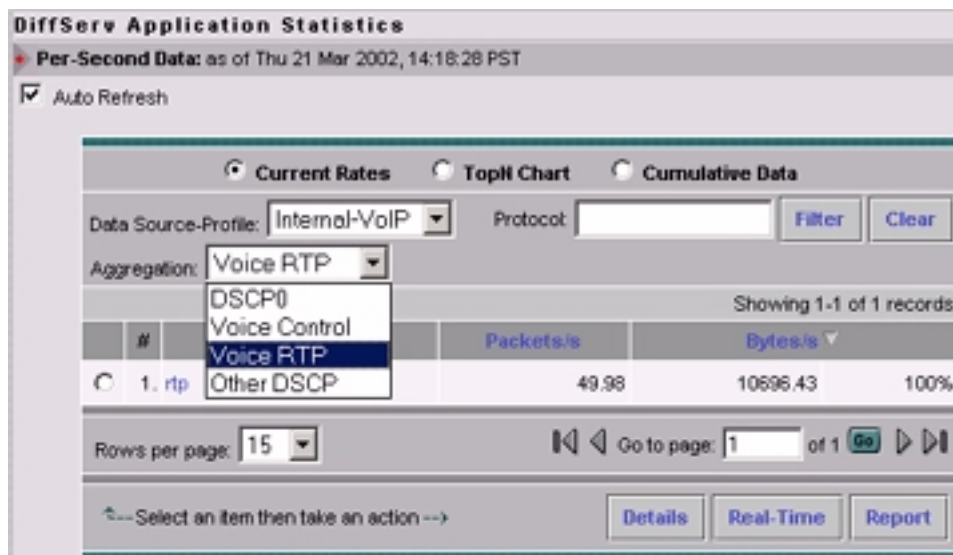 DiffServ Application Statistics
Per-Second Data: as of Thu 21 Mar 2002, 14:18:28 PST
Auto Refresh
Current Rates TopN Chart Cumulative Data
Data Source-Profile: Internal-VoIP Protocol: Filter Clear
Aggregation: Voice RTP
DSCP0
Showing 1-1 of 1 records
Voice Control
# Packets/s Bytes/s
Voice RTP
1. rtp 49.98 10696.43 100%
Other DSCP
Rows per page: 15 Go to page: 1 of 1 Go
Select an item then take an action Details Real-Time Report